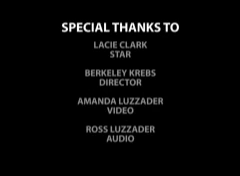 SPECIAL THANKS TO
LACIE CLARK
STAR
BERKELEY KREBS
DIRECTOR
AMANDA LUZZADER
VIDEO
ROSS LUZZADER
AUDIO